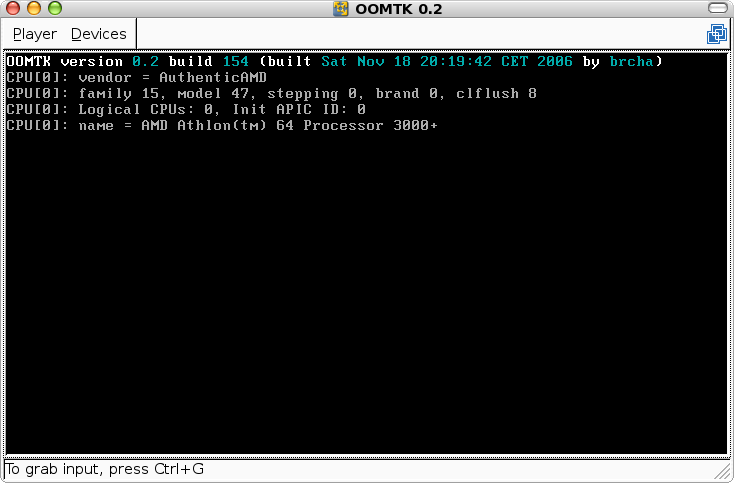 OOMTK 0.2
Player Devices
OOMTK version 0.2 build 154 (built Sat Nov 18 20:19:42 CET 2006 by brcha)
CPU[0]: vendor = AuthenticAMD
CPU[0]: family 15, model 47, stepping 0, brand 0, clflush 8
CPU[0]: Logical CPUs: 0, Init APIC ID: 0
CPU[0]: name = AMD Athlon(tm) 64 Processor 3000+
To grab input, press Ctrl+G